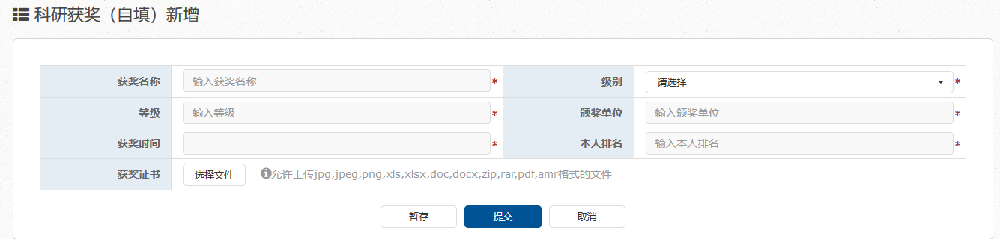 科研获奖（自填）新增
获奖名称 输入获奖名称 * 级别 请选择 *
等级 输入等级 * 颁奖单位 输入颁奖单位 *
获奖时间 * 本人排名 输入本人排名 *
获奖证书 选择文件 允许上传jpg,jpeg,png,xls,xlsx,doc,docx,zip,rar,pdf,amr格式的文件
暂存 提交 取消